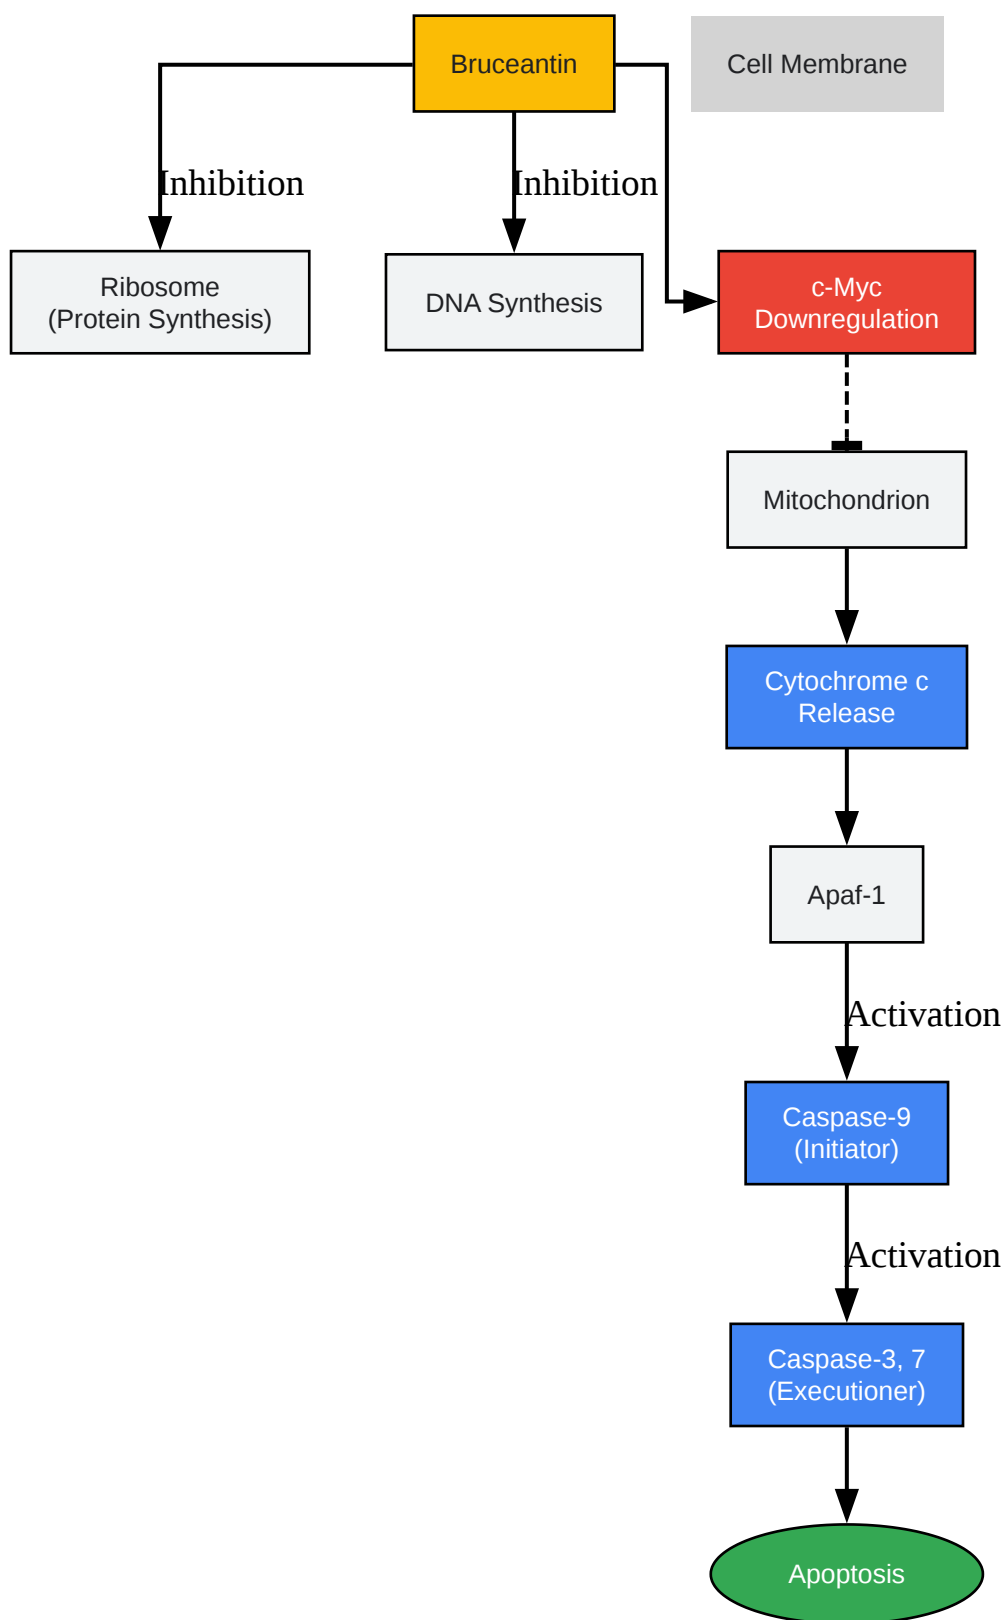 Bruceantin
Cell Membrane
Inhibition
Inhibition
Ribosome
(Protein Synthesis)
DNA Synthesis
c-Myc
Downregulation
Mitochondrion
Cytochrome c
Release
Apaf-1
Activation
Caspase-9
(Initiator)
Activation
Caspase-3, 7
(Executioner)
Apoptosis